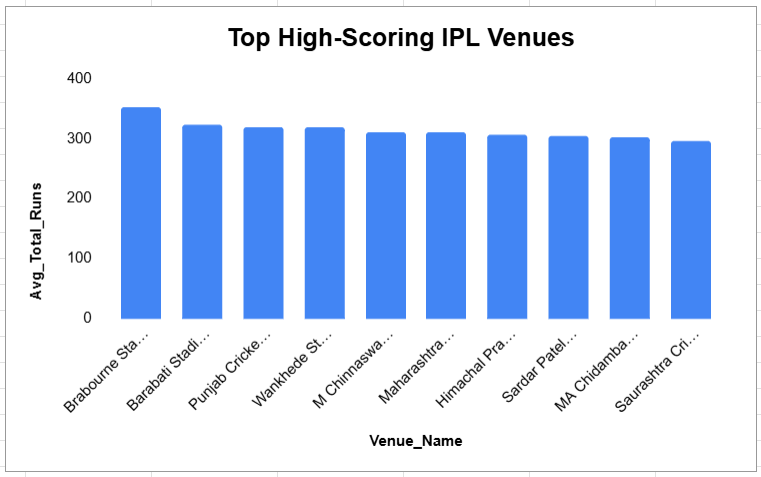 Top High-Scoring IPL Venues
400
300
200
100
0
Avg_Total_Runs
Brabourne Sta…
Barabati Stadi…
Punjab Cricke…
Wankhede St…
M Chinnaswa…
Maharashtra…
Himachal Pra…
Sardar Patel…
MA Chidamba…
Saurashtra Cri…
Venue_Name